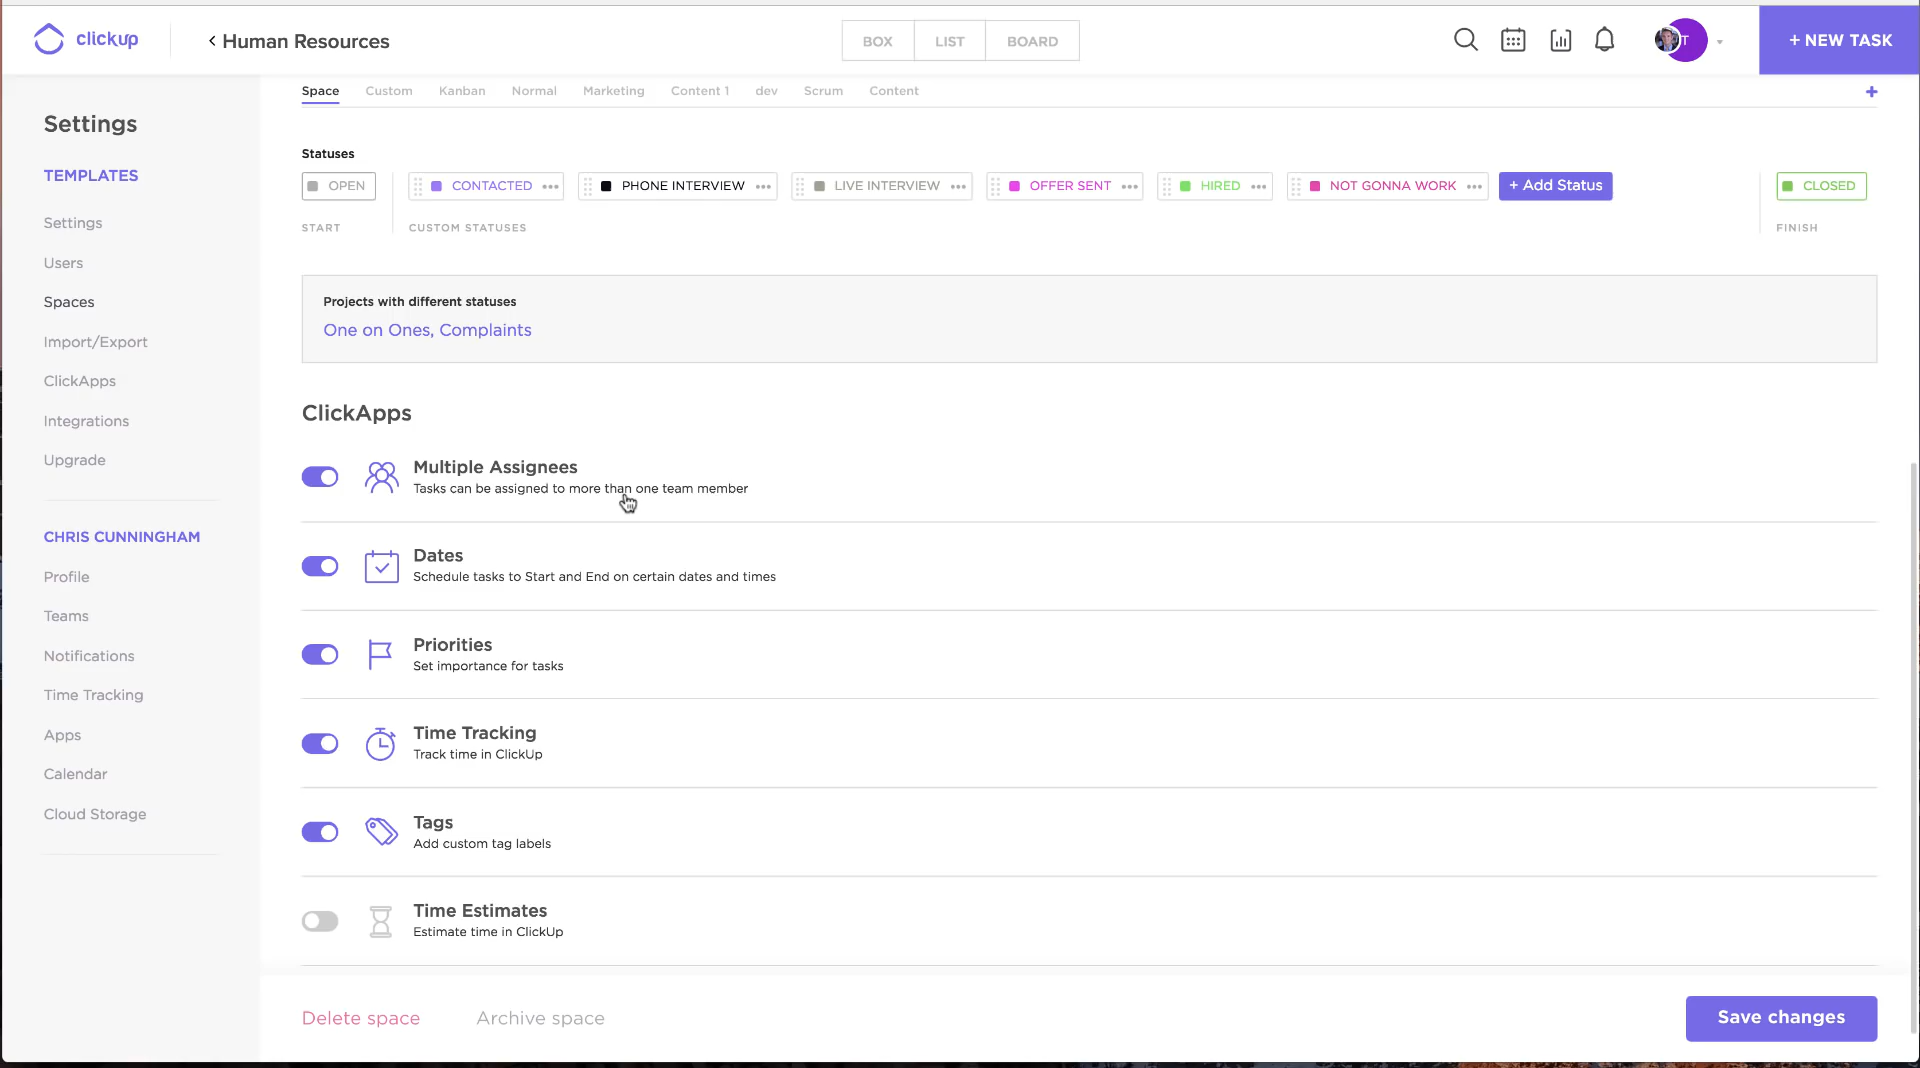 clickup
Human Resources
BOX LIST BOARD
T
+ NEW TASK
Settings
TEMPLATES
Settings
Users
Spaces
Import/Export
ClickApps
Integrations
Upgrade
CHRIS CUNNINGHAM
Profile
Teams
Notifications
Time Tracking
Apps
Calendar
Cloud Storage
Space Custom Kanban Normal Marketing Content 1 dev Scrum Content
Statuses
OPEN CONTACTED PHONE INTERVIEW LIVE INTERVIEW OFFER SENT HIRED NOT GONNA WORK + Add Status CLOSED
START CUSTOM STATUSES FINISH
Projects with different statuses
One on Ones, Complaints
ClickApps
Multiple Assignees
Tasks can be assigned to more than one team member
Dates
Schedule tasks to Start and End on certain dates and times
Priorities
Set importance for tasks
Time Tracking
Track time in ClickUp
Tags
Add custom tag labels
Time Estimates
Estimate time in ClickUp
Delete space Archive space Save changes